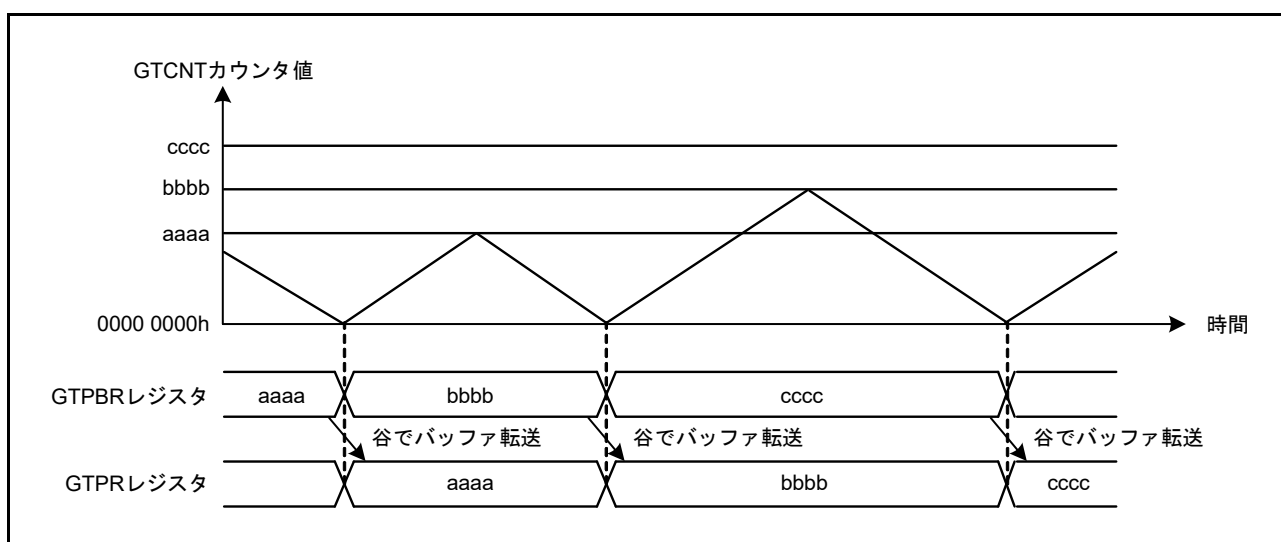 GTCNTカウンタ値
cccc
bbbb
aaaa
0000 0000h
時間
GTPBRレジスタ aaaa bbbb cccc
谷でバッファ転送 谷でバッファ転送 谷でバッファ転送
GTPRレジスタ aaaa bbbb cccc